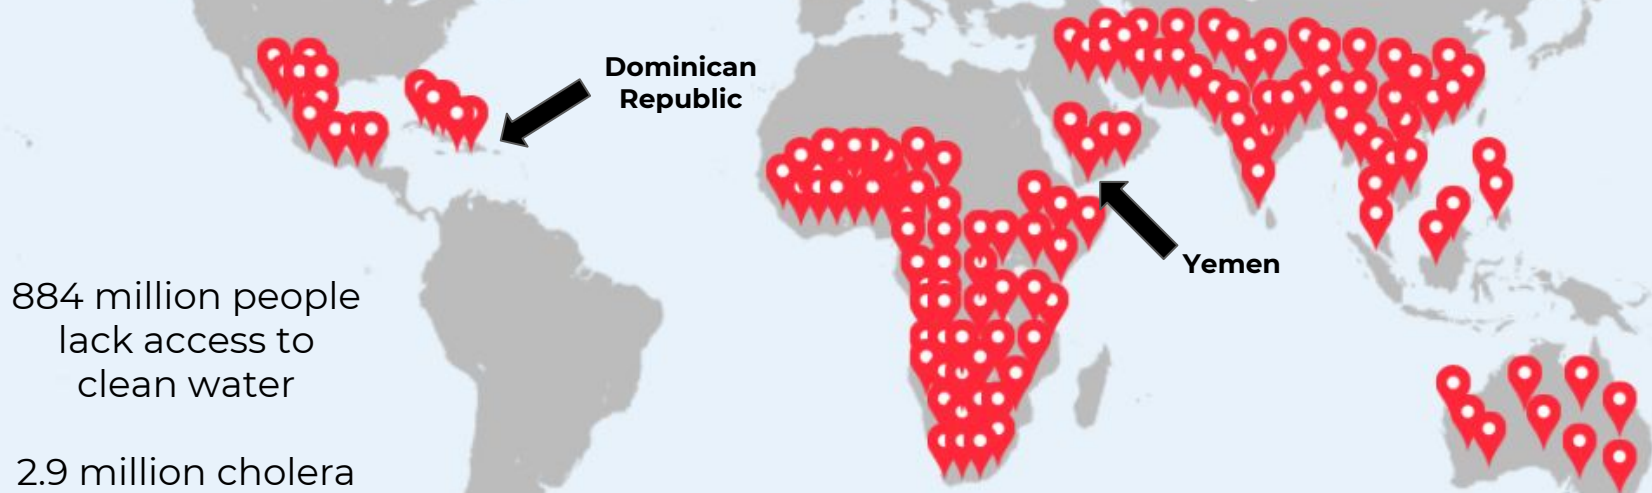 Dominican
Republic
Yemen
884 million people
lack access to
clean water
2.9 million cholera